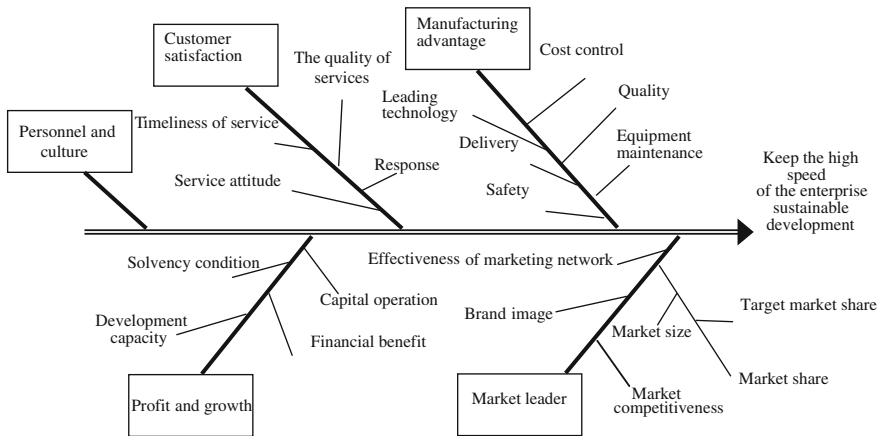 Customer
satisfaction
The quality of
services
Manufacturing
advantage
Cost control
Leading
technology
Quality
Personnel and
culture
Timeliness of service
Delivery
Equipment
maintenance
Response
Service attitude
Safety
Keep the high
speed
of the enterprise
sustainable
development
Solvency condition
Effectiveness of marketing network
Capital operation
Development
capacity
Financial benefit
Brand image
Market size
Target market share
Profit and growth
Market leader
Market
competitiveness
Market share